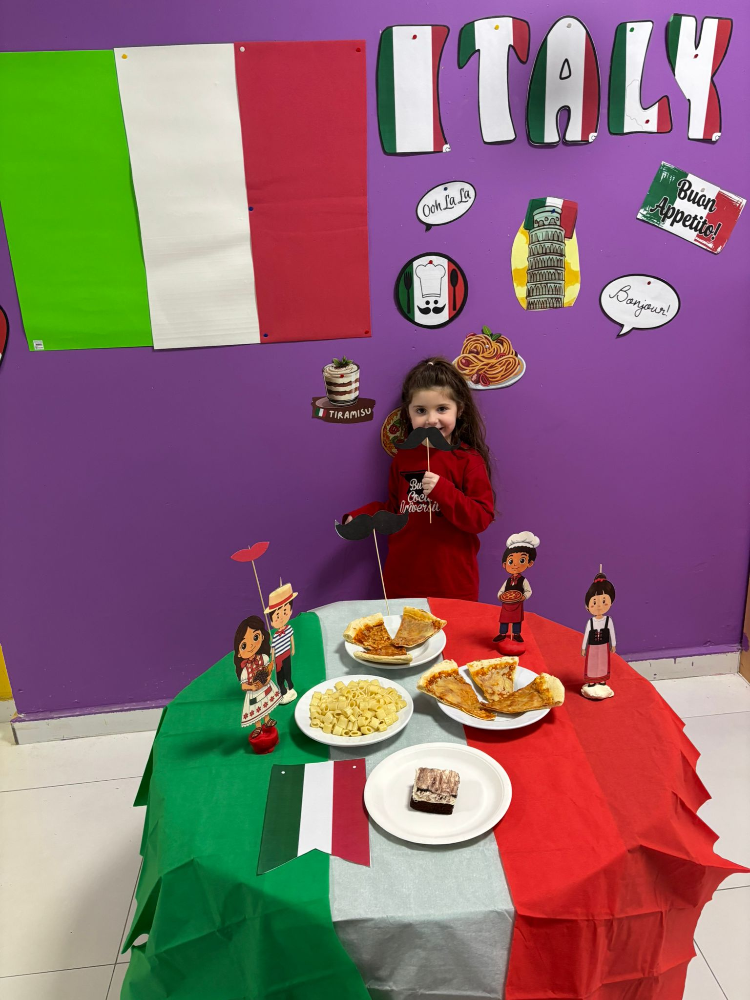 ITALY
Ooh La La
Buon
Appetito!
Bonjour!
TIRAMISU